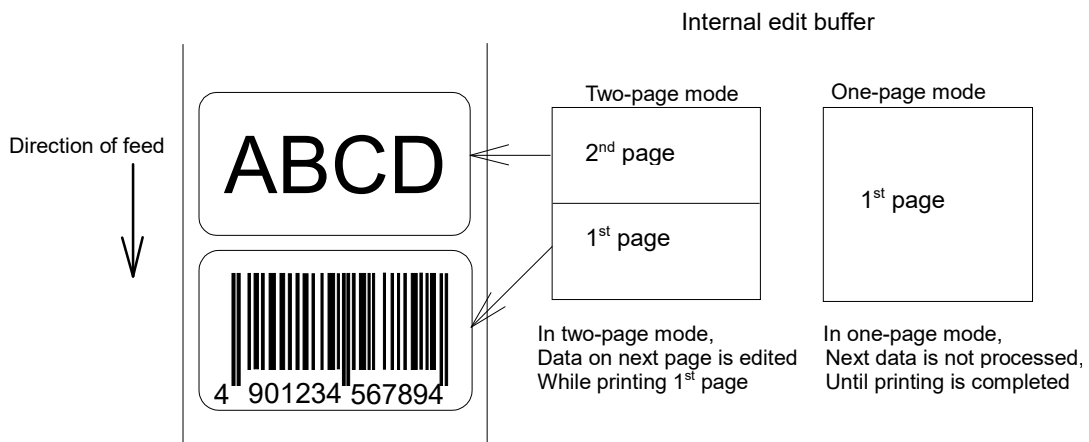 Internal edit buffer
Two-page mode
One-page mode
Direction of feed
ABCD
2nd page
1st page
1st page
4 901234 567894
In two-page mode,
Data on next page is edited
While printing 1st page
In one-page mode,
Next data is not processed,
Until printing is completed